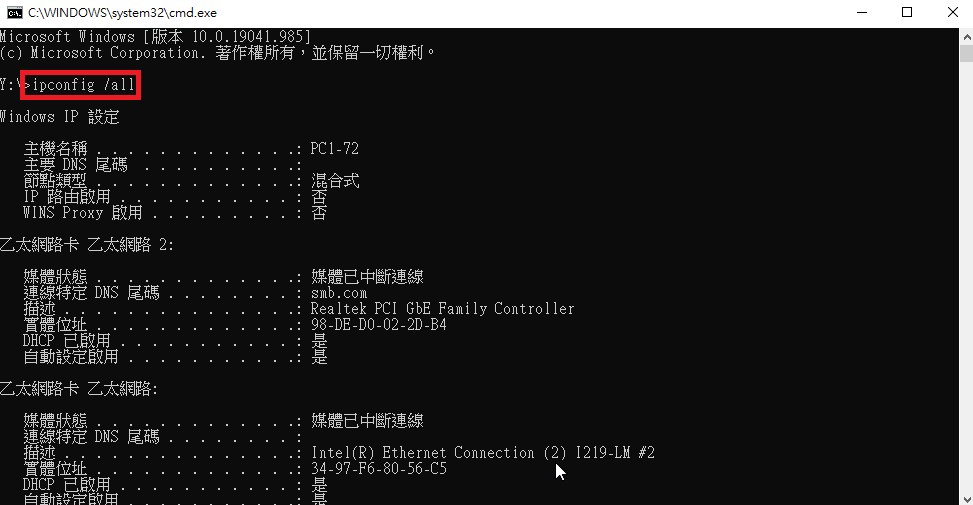 C:\WINDOWS\system32\cmd.exe
Microsoft Windows [版本 10.0.19041.985]
(c) Microsoft Corporation. 著作權所有，並保留一切權利。
Y:\>ipconfig /all
Windows IP 設定
主機名稱 . . . . . . . . . . . . .: PC1-72
主要 DNS 尾碼 . . . . . . . . . . .:
節點類型 . . . . . . . . . . . . .: 混合式
IP 路由啟用 . . . . . . . . . . . .: 否
WINS Proxy 啟用 . . . . . . . . . .: 否
乙太網路卡 乙太網路 2:
媒體狀態 . . . . . . . . . . . . .: 媒體已中斷連線
連線特定 DNS 尾碼 . . . . . . . . .: smb.com
描述 . . . . . . . . . . . . . . .: Realtek PCI GbE Family Controller
實體位址 . . . . . . . . . . . . .: 98-DE-D0-02-2D-B4
DHCP 已啟用 . . . . . . . . . . . .: 是
自動設定啟用 . . . . . . . . . . .: 是
乙太網路卡 乙太網路:
媒體狀態 . . . . . . . . . . . . .: 媒體已中斷連線
連線特定 DNS 尾碼 . . . . . . . . .:
描述 . . . . . . . . . . . . . . .: Intel(R) Ethernet Connection (2) I219-LM #2
實體位址 . . . . . . . . . . . . .: 34-97-F6-80-56-C5
DHCP 已啟用 . . . . . . . . . . . .: 是
自動設定啟用 . . . . . . . . . . .: 是